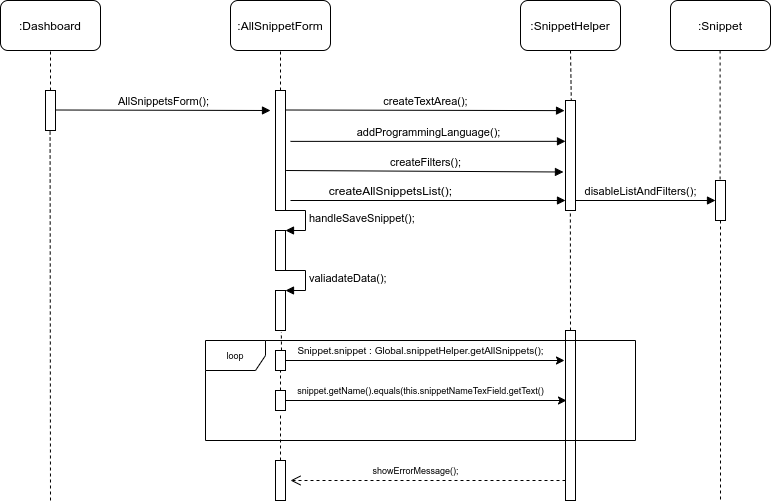 :Dashboard
:AllSnippetForm
:SnippetHelper
:Snippet
AllSnippetsForm();
createTextArea();
addProgrammingLanguage();
createFilters();
createAllSnippetsList();
disableListAndFilters();
handleSaveSnippet();
valiadateData();
loop
Snippet.snippet : Global.snippetHelper.getAllSnippets();
snippet.getName().equals(this.snippetNameTexField.getText()
showErrorMessage();